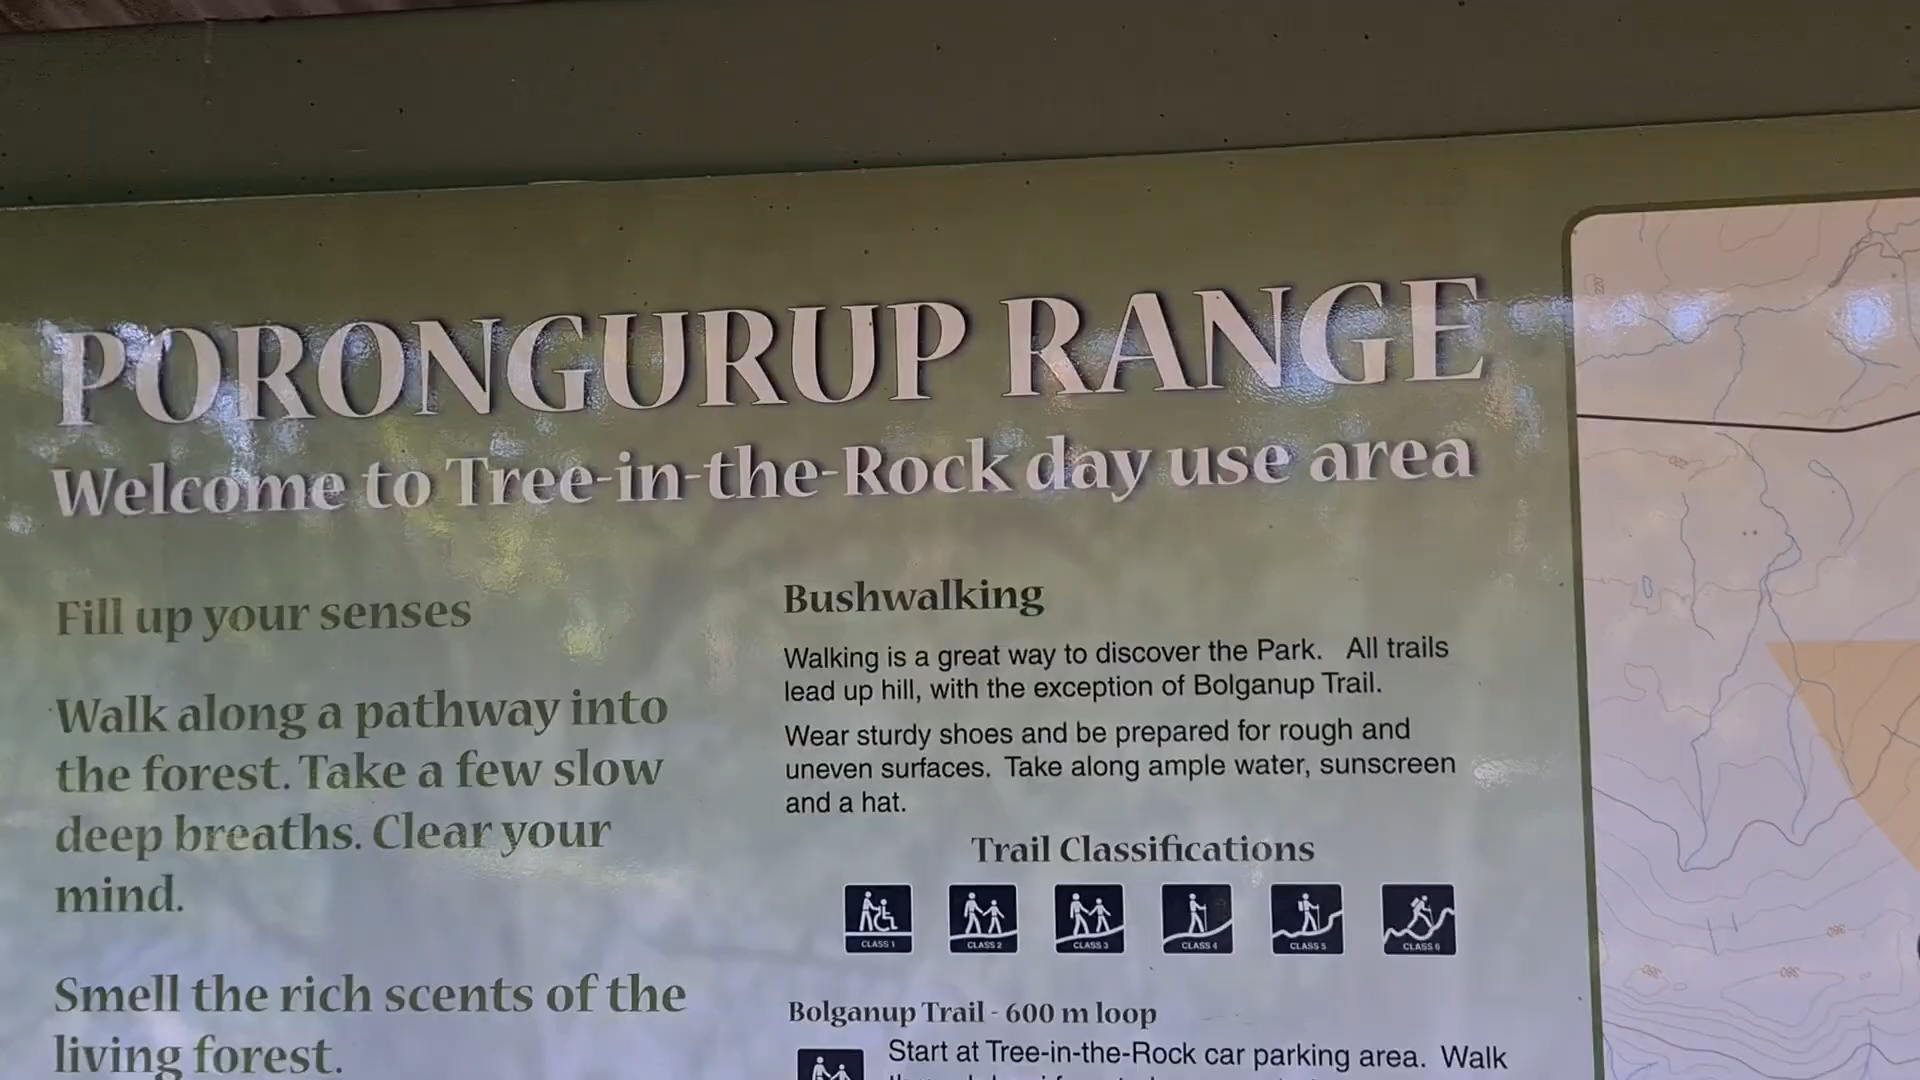 PORONGURUP RANGE
Welcome to Tree-in-the-Rock day use area
Fill up your senses
Walk along a pathway into
the forest. Take a few slow
deep breaths. Clear your
mind.
Smell the rich scents of the
living forest.
Bushwalking
Walking is a great way to discover the Park. All trails
lead up hill, with the exception of Bolganup Trail.
Wear sturdy shoes and be prepared for rough and
uneven surfaces. Take along ample water, sunscreen
and a hat.
Trail Classifications
CLASS 1 CLASS 2 CLASS 3 CLASS 4 CLASS 5 CLASS 6
Bolganup Trail - 600 m loop
Start at Tree-in-the-Rock car parking area. Walk